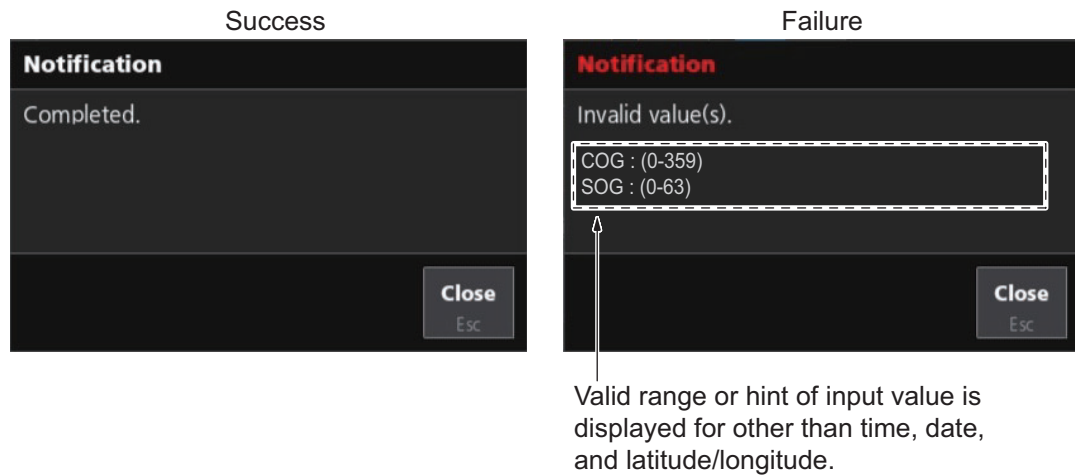 Success
Notification
Completed.
Close
Esc
Failure
Notification
Invalid value(s).
COG : (0-359)
SOG : (0-63)
Close
Esc
Valid range or hint of input value is
displayed for other than time, date,
and latitude/longitude.